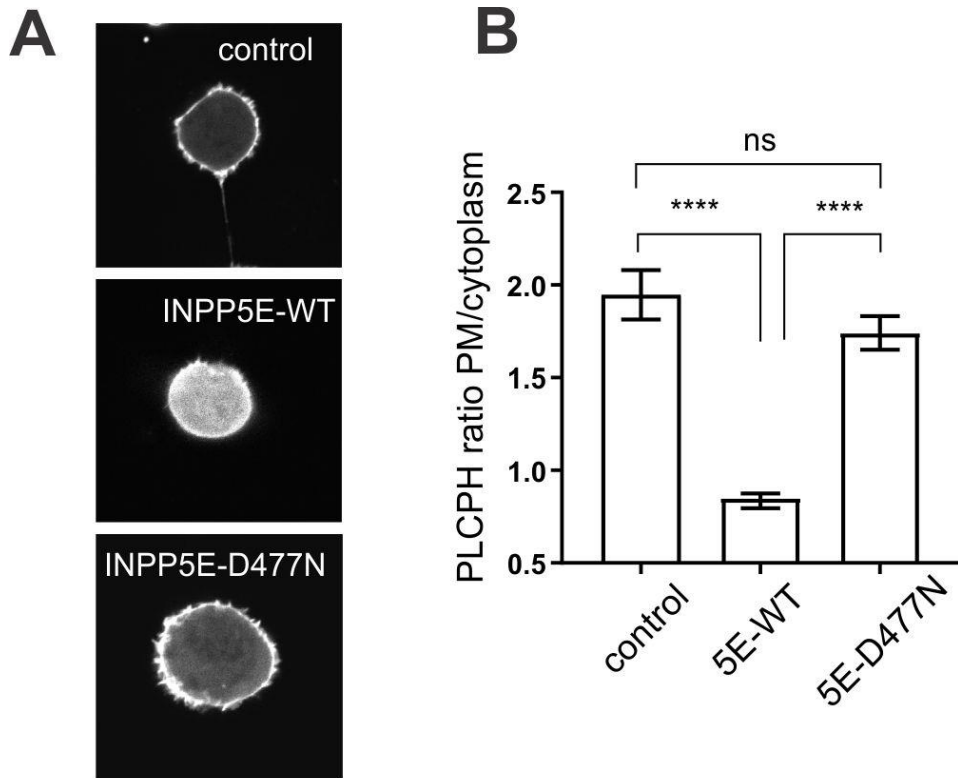 A
control
INPP5E-WT
INPP5E-D477N
B
ns
**** ****
PLCPH ratio PM/cytoplasm
2.5
2.0
1.5
1.0
0.5
control
5E-WT
5E-D477N